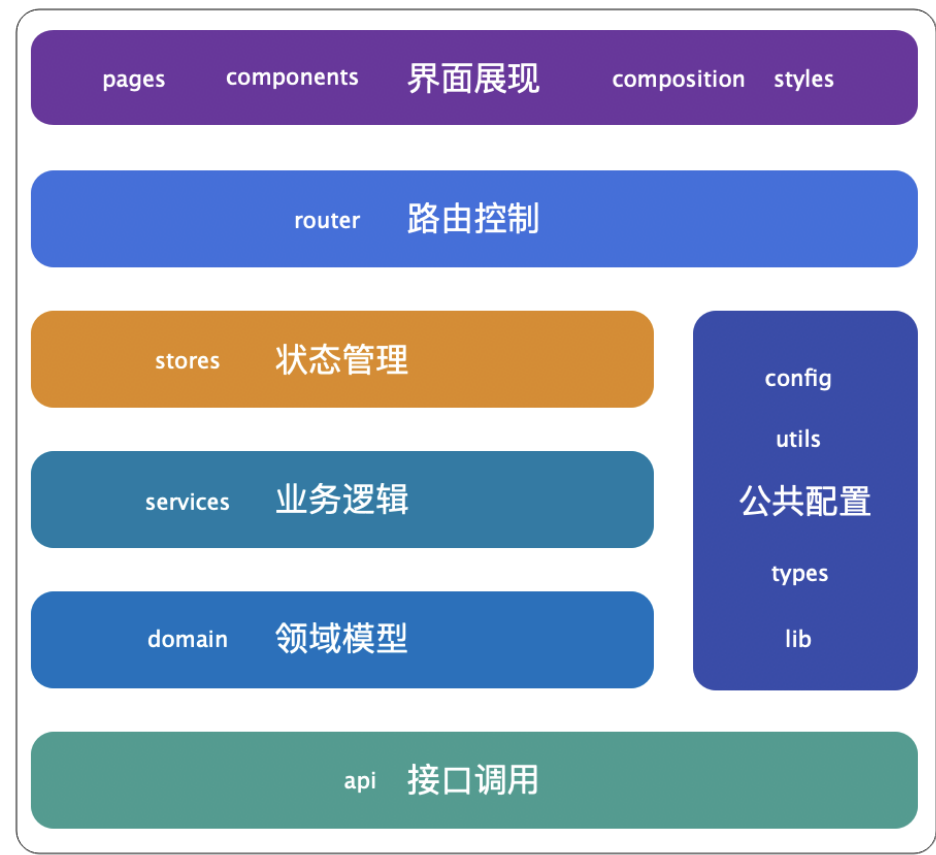 pages components 界面展现 composition styles
router 路由控制
stores 状态管理
services 业务逻辑
domain 领域模型
config
utils
公共配置
types
lib
api 接口调用